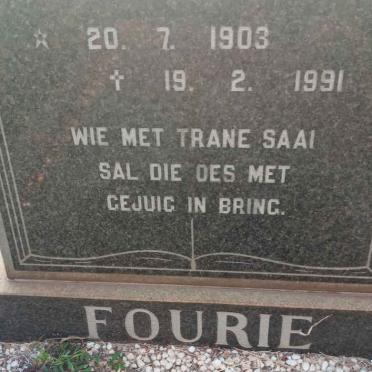 * 20. 7. 1903
† 19. 2. 1991
WIE MET TRANE SAAI
SAL DIE OES MET
GEJUIG IN BRING.
FOURIE